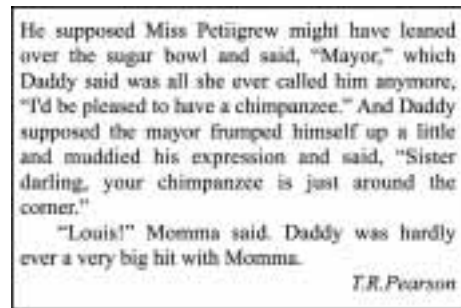 He supposed Miss Petiigrew might have leaned
over the sugar bowl and said, “Mayor,” which
Daddy said was all she ever called him anymore,
“I'd be pleased to have a chimpanzee.” And Daddy
supposed the mayor frumped himself up a little
and muddied his expression and said, “Sister
darling, your chimpanzee is just around the
corner.”
“Louis!” Momma said. Daddy was hardly
ever a very big hit with Momma.
T.R.Pearson